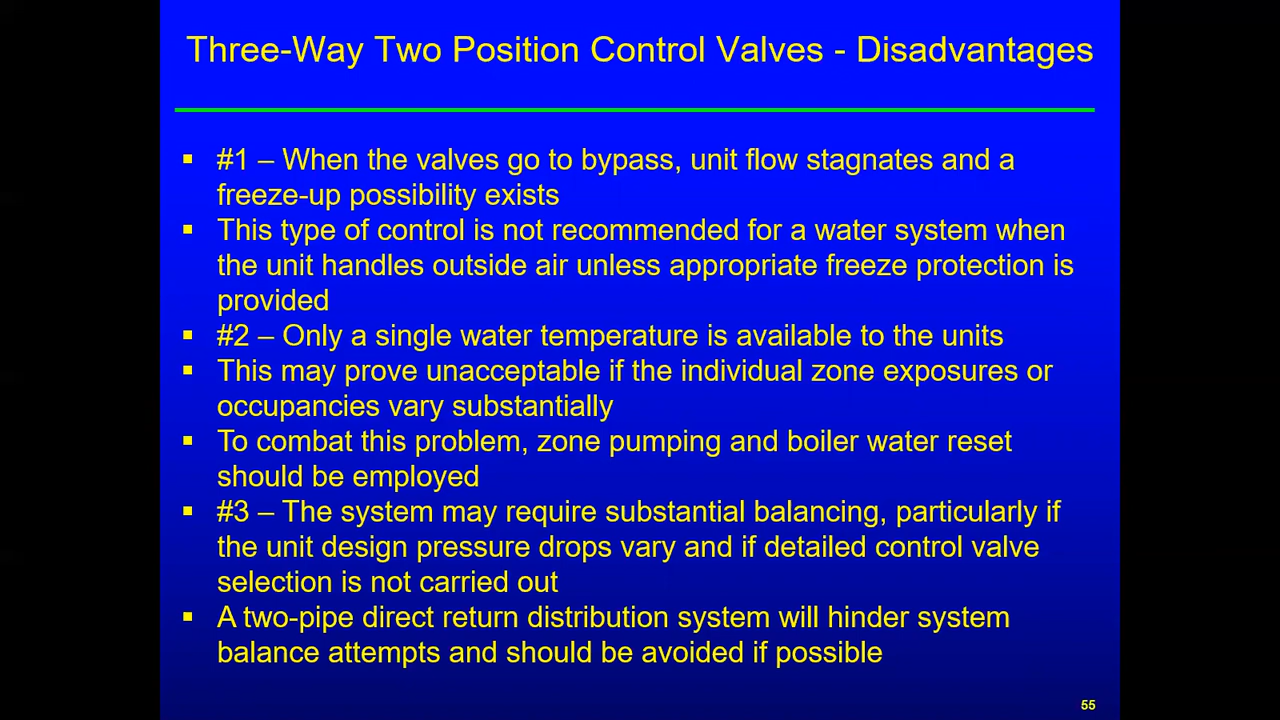 Three-Way Two Position Control Valves - Disadvantages
▪ #1 – When the valves go to bypass, unit flow stagnates and a
freeze-up possibility exists
▪ This type of control is not recommended for a water system when
the unit handles outside air unless appropriate freeze protection is
provided
▪ #2 – Only a single water temperature is available to the units
▪ This may prove unacceptable if the individual zone exposures or
occupancies vary substantially
▪ To combat this problem, zone pumping and boiler water reset
should be employed
▪ #3 – The system may require substantial balancing, particularly if
the unit design pressure drops vary and if detailed control valve
selection is not carried out
▪ A two-pipe direct return distribution system will hinder system
balance attempts and should be avoided if possible
55